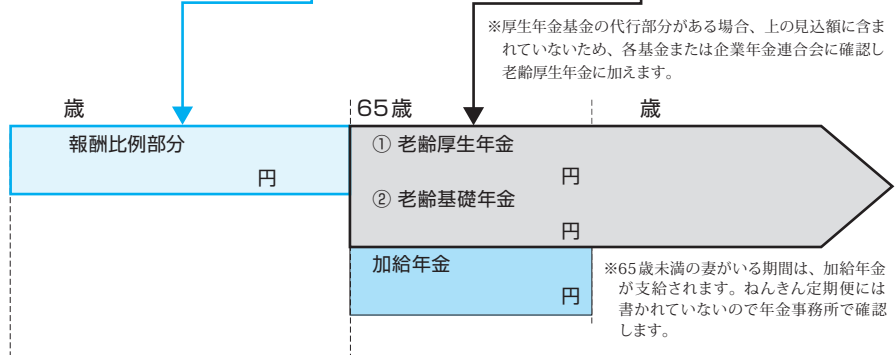 ※厚生年金基金の代行部分がある場合、上の見込額に含ま
れていないため、各基金または企業年金連合会に確認し
老齢厚生年金に加えます。
歳
65歳
歳
報酬比例部分
円
① 老齢厚生年金
円
② 老齢基礎年金
円
加給年金
円
※65歳未満の妻がいる期間は、加給年金
が支給されます。ねんきん定期便には
書かれていないので年金事務所で確認
します。